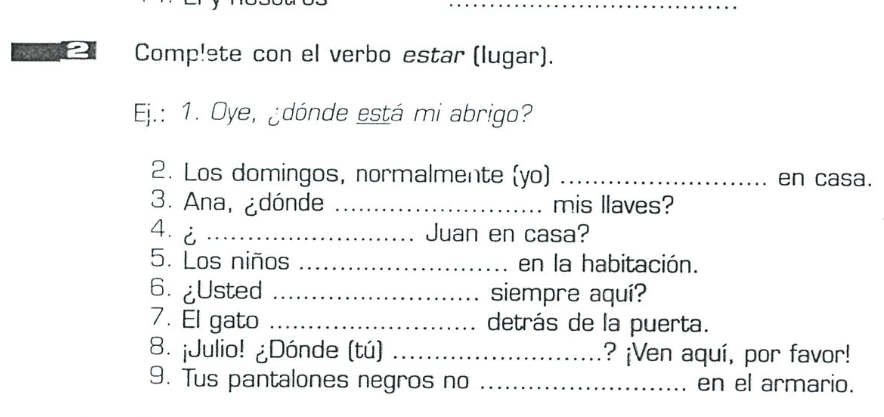 2 Complete con el verbo estar (lugar).
Ej.: 1. Oye, ¿dónde está mi abrigo?
2. Los domingos, normalmente (yo) .......................... en casa.
3. Ana, ¿dónde .......................... mis llaves?
4. ¿ .......................... Juan en casa?
5. Los niños .......................... en la habitación.
6. ¿Usted .......................... siempre aquí?
7. El gato .......................... detrás de la puerta.
8. ¡Julio! ¿Dónde (tú) ..........................? ¡Ven aquí, por favor!
9. Tus pantalones negros no .......................... en el armario.